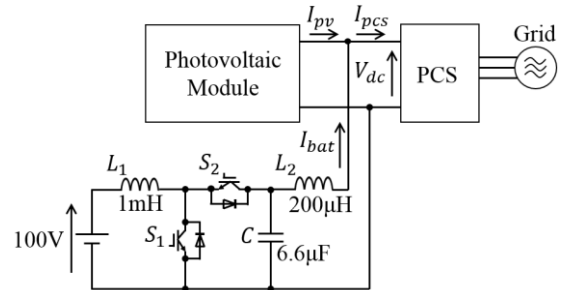 I_pv
I_pcs
Grid
Photovoltaic
Module
V_dc
PCS
I_bat
L_1
S_2
L_2
1mH
200μH
100V
S_1
C
6.6μF